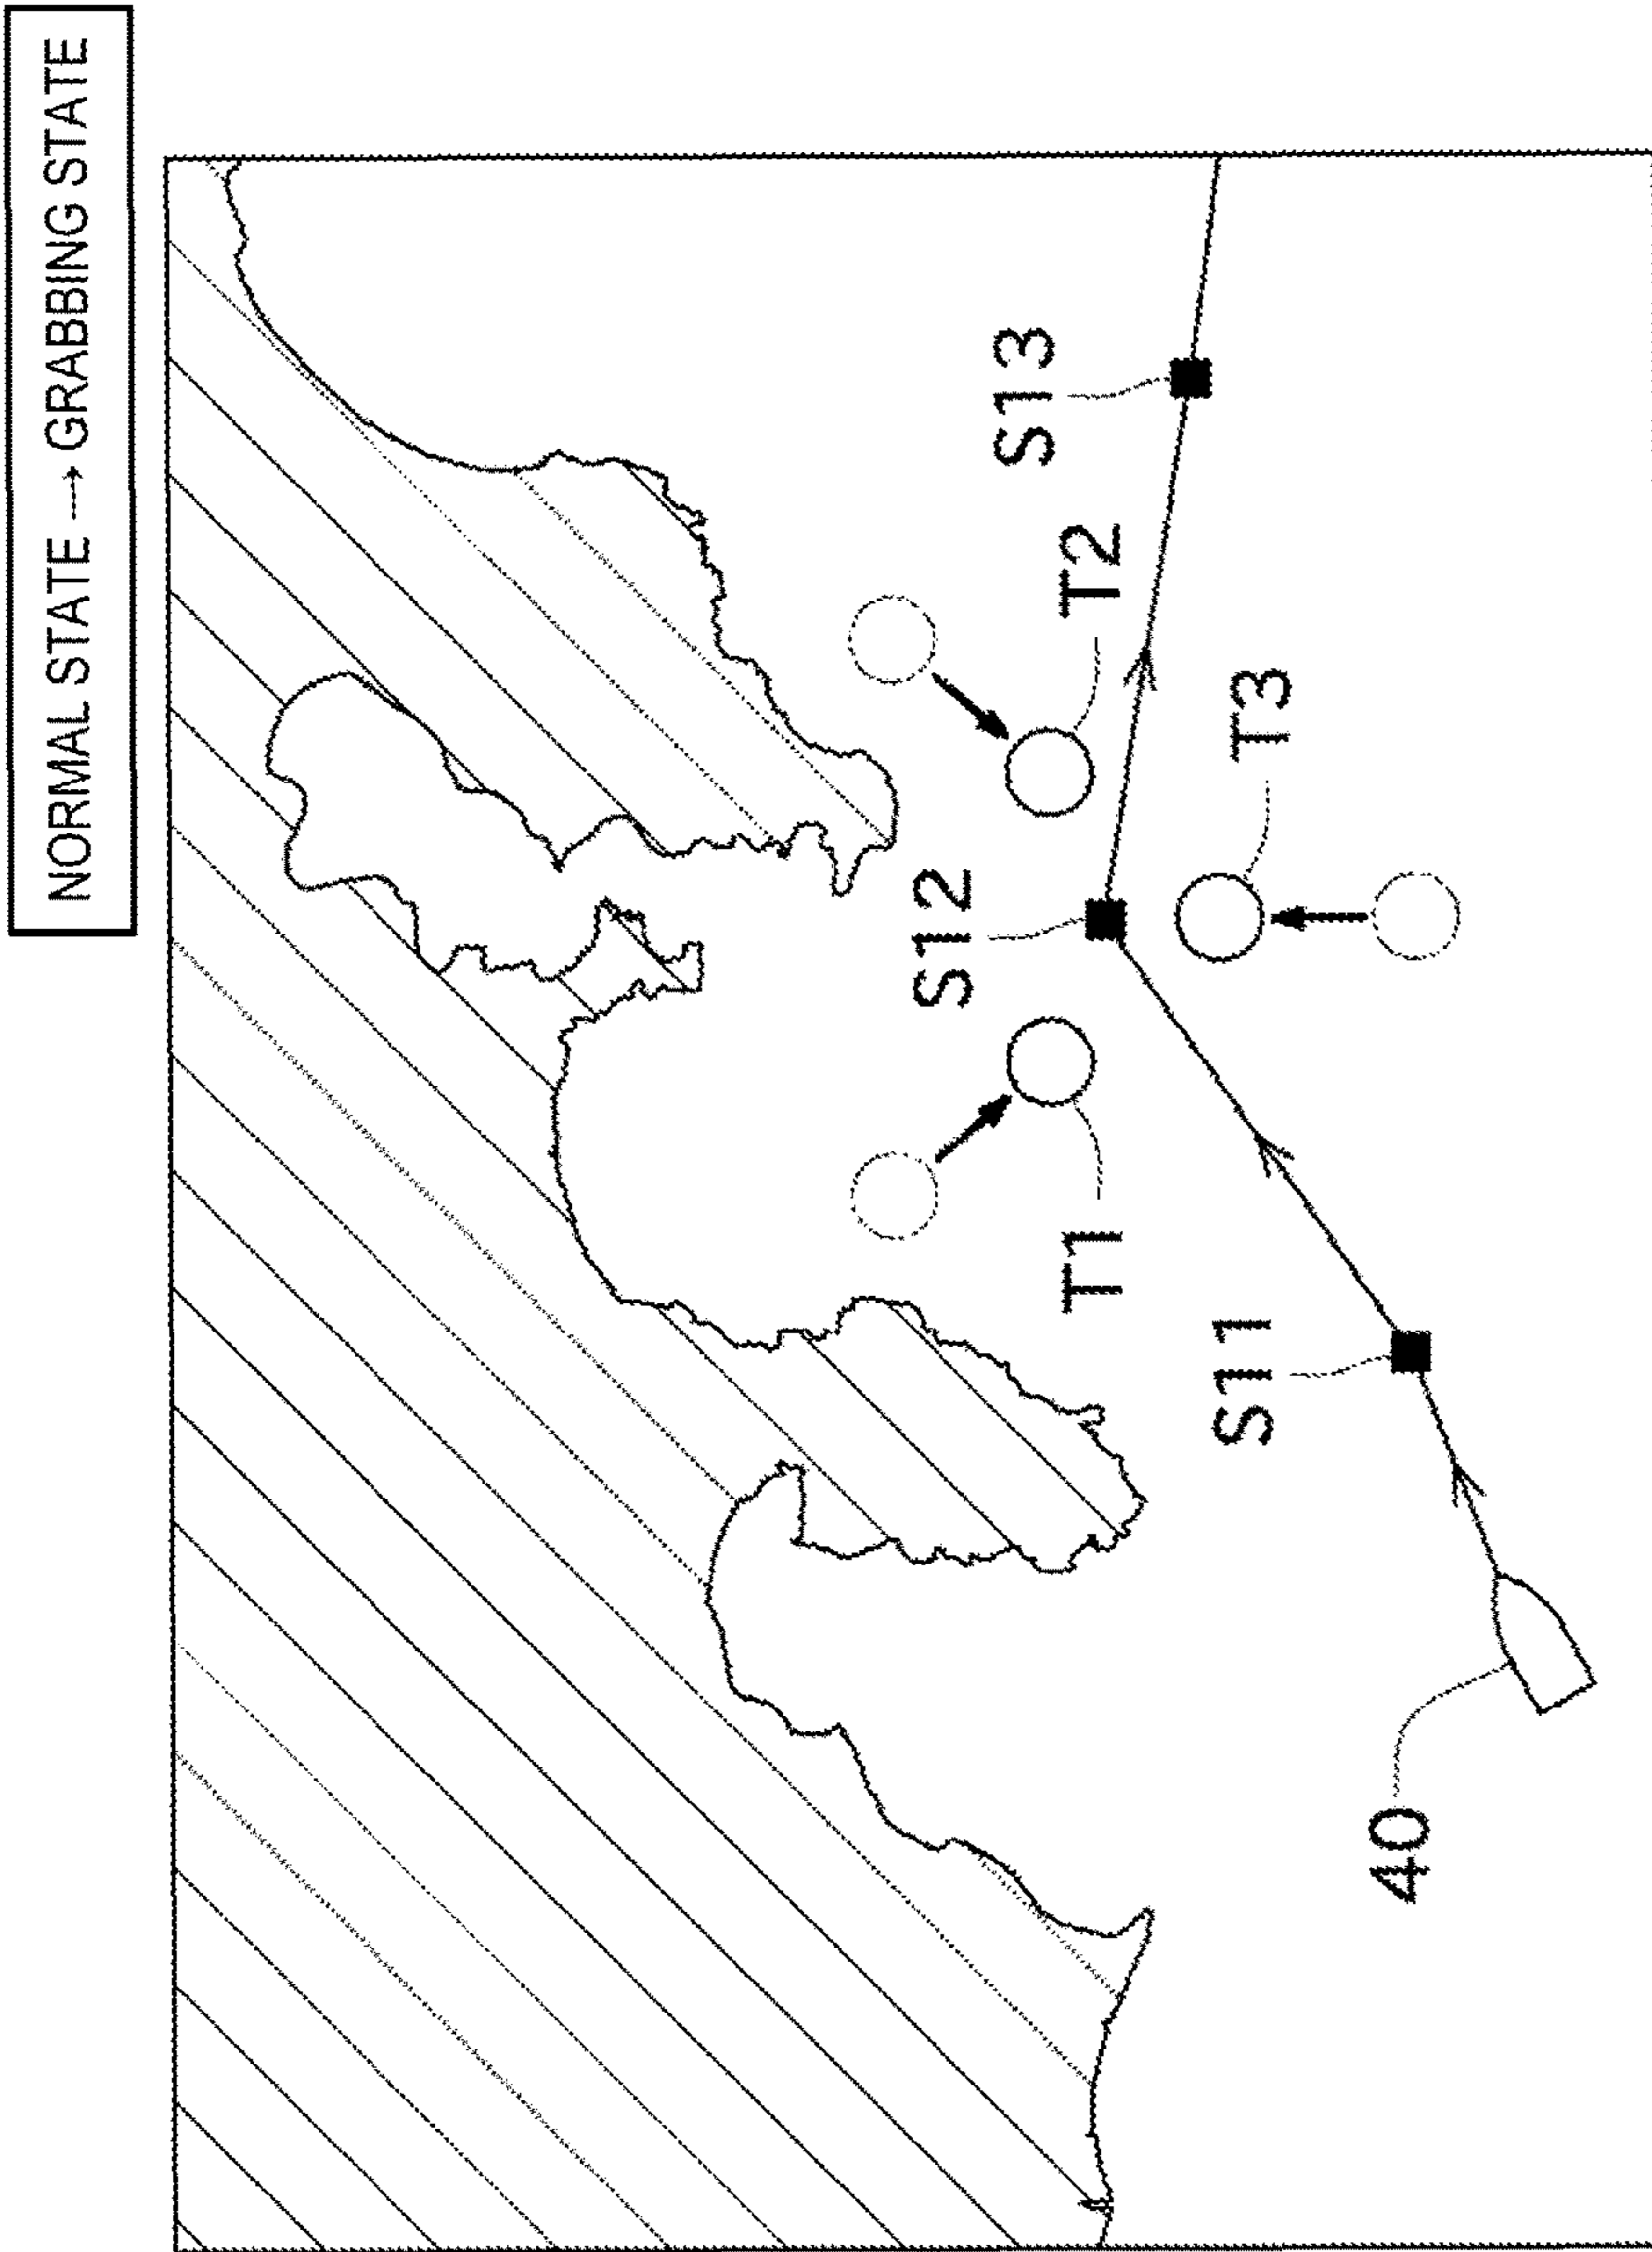 NORMAL STATE → GRABBING STATE
40
S11
T1
S12
T3
T2
S13